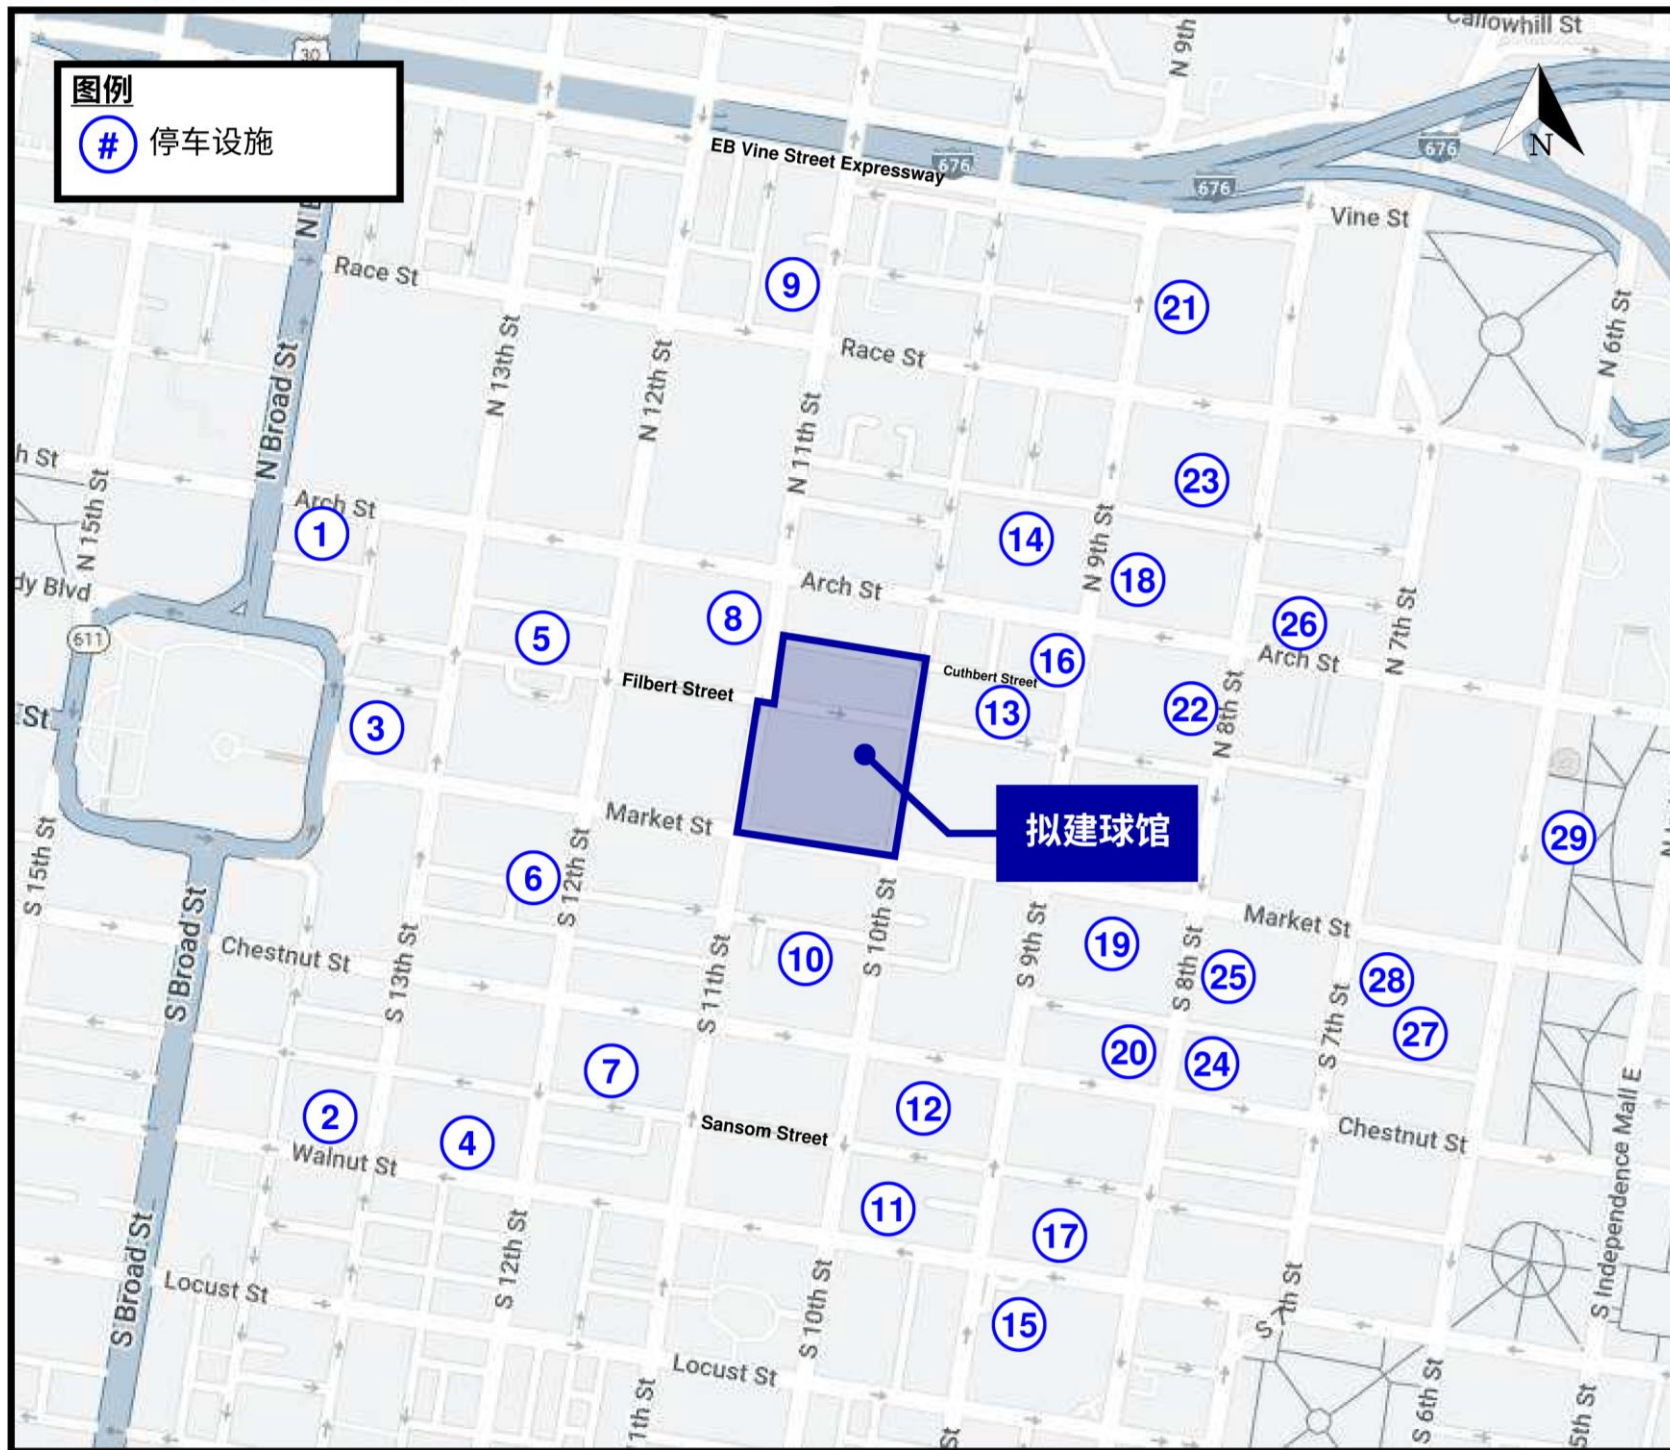 Callowhill St
N 9th
30
图例
# 停车设施
N
EB Vine Street Expressway
676
676
676
Vine St
Race St
9
21
N 6th St
N 13th St
N 12th St
Race St
N Broad St
N 11th St
h St
N 15th St
Arch St
1
23
14
N 9th St
18
dy Blvd
Arch St
8
5
26
Arch St
N 7th St
611
16
Cuthbert Street
Filbert Street
13
22
N 8th St
St
3
拟建球馆
Market St
29
S 15th St
6
S 12th St
Market St
S Broad St
Chestnut St
S 13th St
S 11th St
10
S 10th St
S 9th St
19
S 8th St
25
28
S 7th St
27
7
20
24
2
4
12
Sansom Street
Chestnut St
S Independence Mall E
Walnut St
11
17
S Broad St
S 12th St
Locust St
S 10th St
15
S 7th St
Locust St
1th St
St
S 6th St
5th St